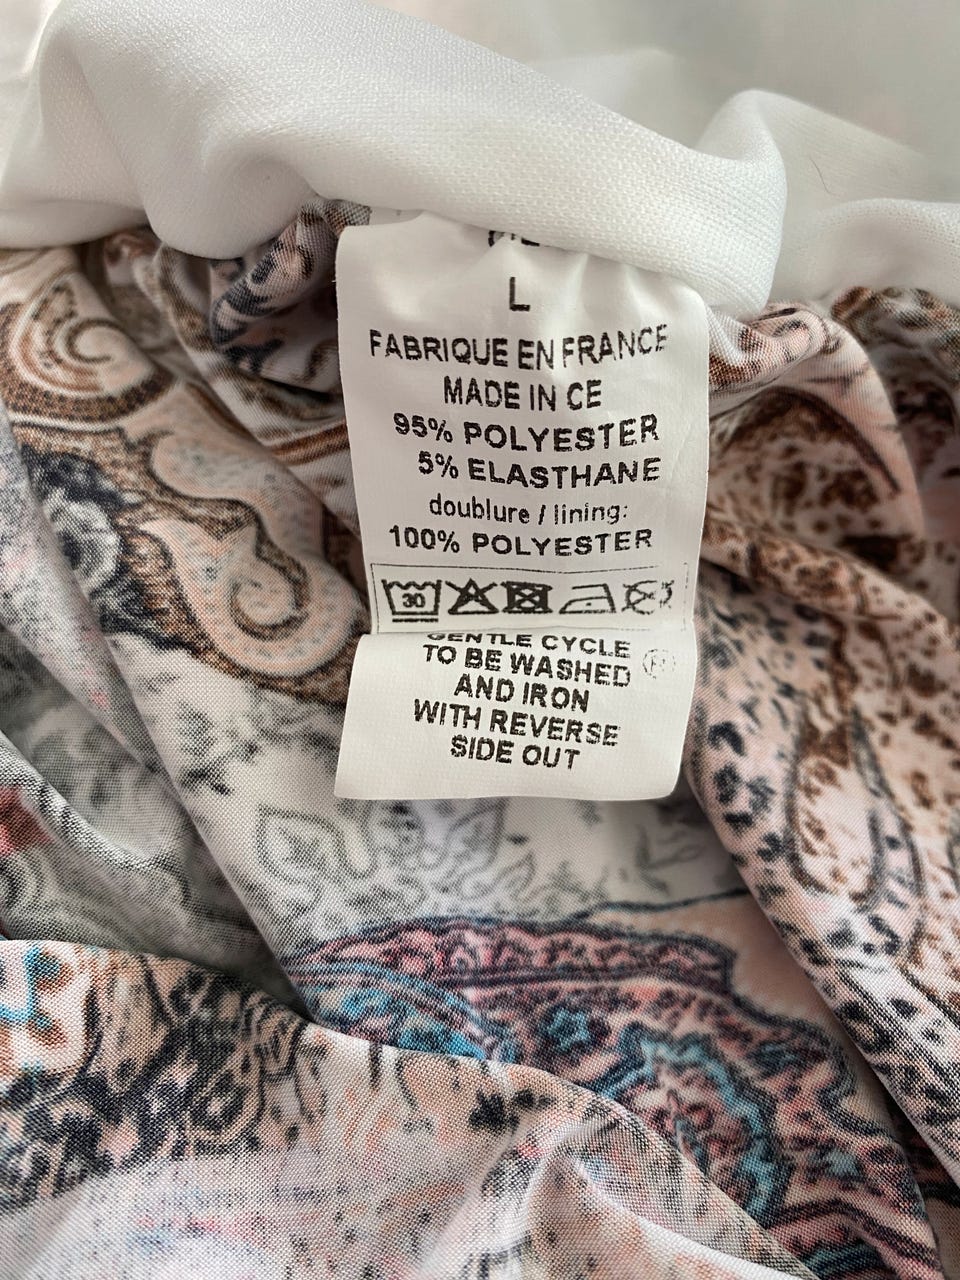 L
FABRIQUE EN FRANCE
MADE IN CE
95% POLYESTER
5% ELASTHANE
doublure / lining:
100% POLYESTER
30
GENTLE CYCLE
TO BE WASHED
AND IRON
WITH REVERSE
SIDE OUT